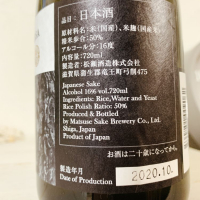 品目：日本酒
原材料名：米(国産)、米麹(国産米)
精米歩合：50%
アルコール分：16度
内容量：720ml
製造者：松瀬酒造株式会社
滋賀県蒲生郡竜王町弓削475
Japanese Sake
Alcohol 16% vol.720ml
Ingredients: Rice,Water and Yeast
Rice Polish Ratio: 50%
Produced & Bottled
by Matsuse Sake Brewery Co., Ltd.
Shiga, Japan
Product of Japan
お酒は二十歳になってから。
製造年月
Date of Production
2020.10.